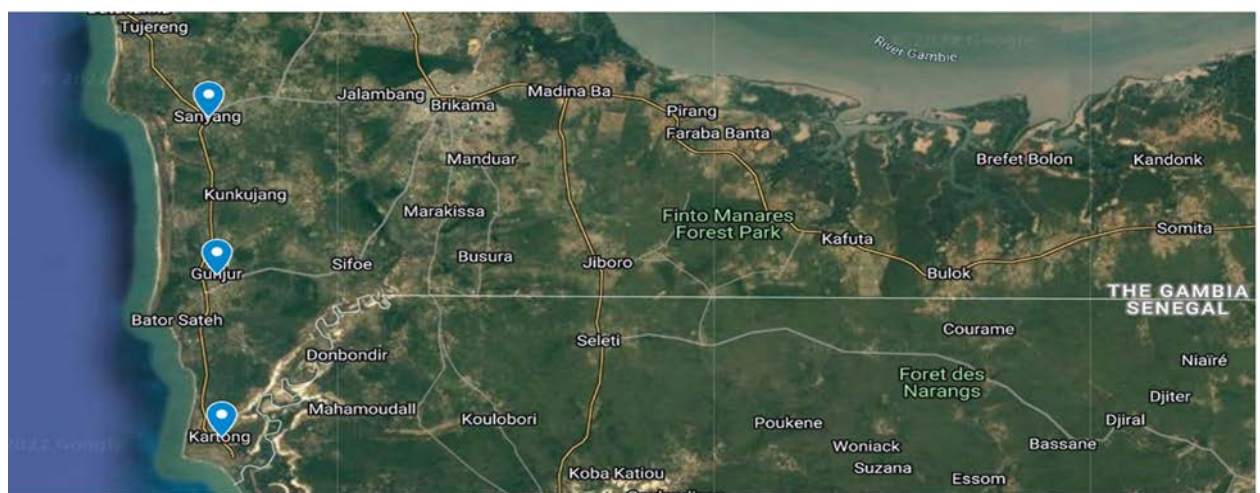 Tujereng
River Gambie
Sanyang
Jalambang
Brikama
Madina Ba
Pirang
Faraba Banta
Manduar
Brefet Bolon
Kandonk
Kunkujang
Marakissa
Finto Manares
Forest Park
Kafuta
Somita
Gunjur
Sifoe
Busura
Jiboro
Bulok
THE GAMBIA
SENEGAL
Bator Sateh
Seleti
Courame
Donbondir
Niaïré
Foret des
Narangs
Djiter
Mahamoudall
Koulobori
Poukene
Djiral
Kartong
Woniack
Bassane
Suzana
Koba Katiou
Essom
2022 Google